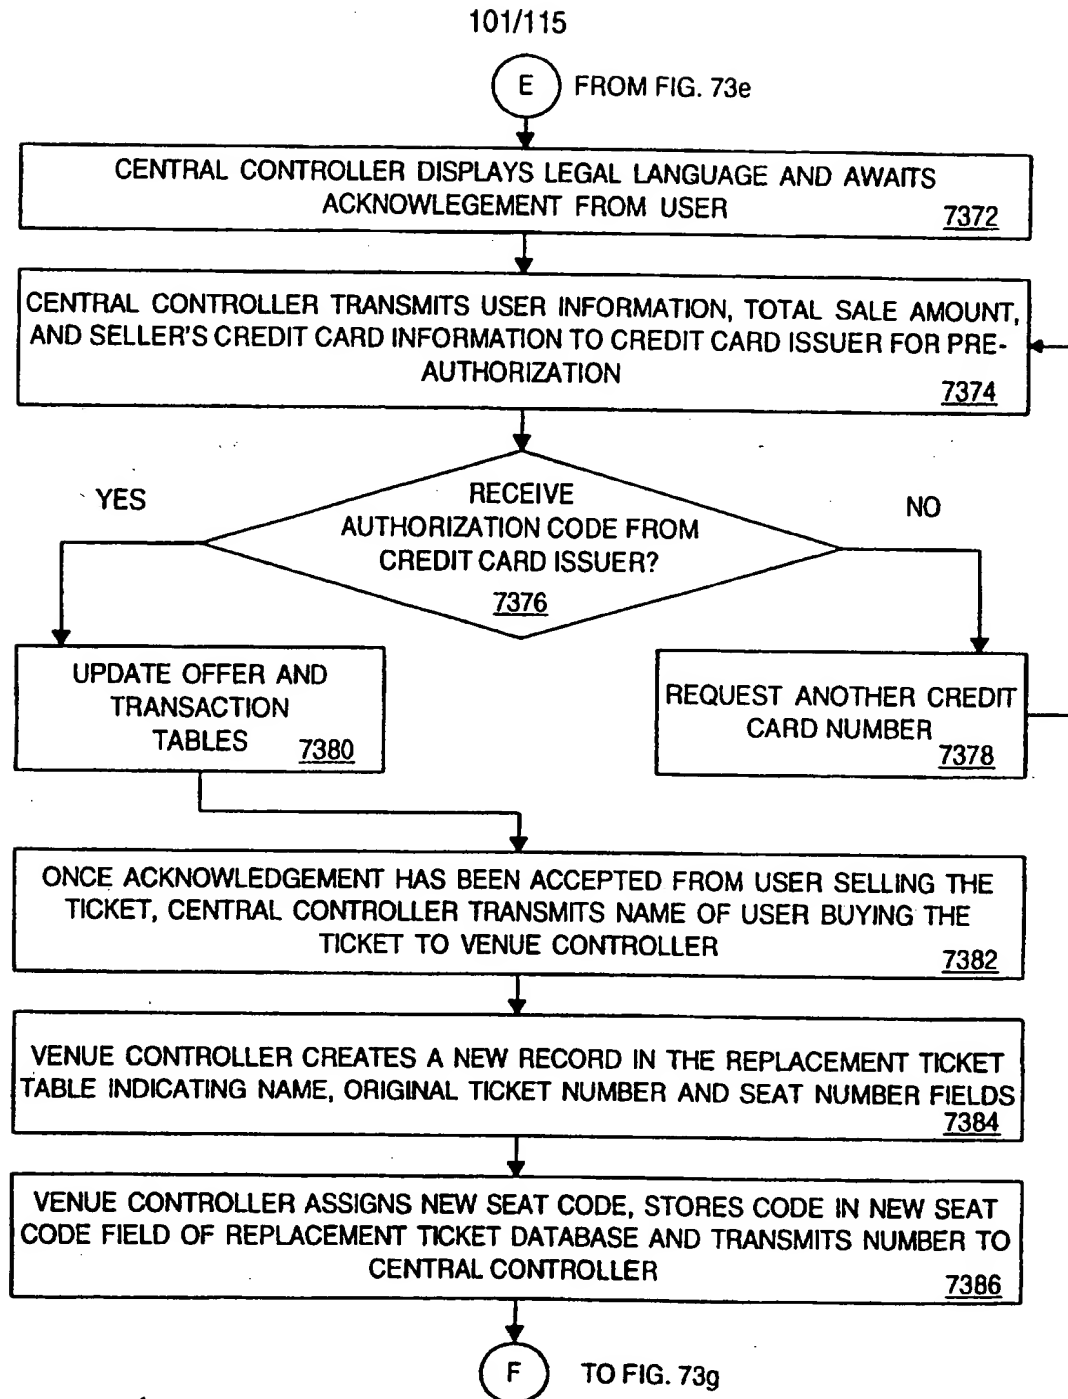 101/115
E FROM FIG. 73e
CENTRAL CONTROLLER DISPLAYS LEGAL LANGUAGE AND AWAITS
ACKNOWLEGEMENT FROM USER 7372
CENTRAL CONTROLLER TRANSMITS USER INFORMATION, TOTAL SALE AMOUNT,
AND SELLER'S CREDIT CARD INFORMATION TO CREDIT CARD ISSUER FOR PRE-
AUTHORIZATION
7374
YES
RECEIVE
AUTHORIZATION CODE FROM
CREDIT CARD ISSUER?
7376
NO
UPDATE OFFER AND
TRANSACTION
TABLES 7380
REQUEST ANOTHER CREDIT
CARD NUMBER 7378
ONCE ACKNOWLEDGEMENT HAS BEEN ACCEPTED FROM USER SELLING THE
TICKET, CENTRAL CONTROLLER TRANSMITS NAME OF USER BUYING THE
TICKET TO VENUE CONTROLLER 7382
VENUE CONTROLLER CREATES A NEW RECORD IN THE REPLACEMENT TICKET
TABLE INDICATING NAME, ORIGINAL TICKET NUMBER AND SEAT NUMBER FIELDS
7384
VENUE CONTROLLER ASSIGNS NEW SEAT CODE, STORES CODE IN NEW SEAT
CODE FIELD OF REPLACEMENT TICKET DATABASE AND TRANSMITS NUMBER TO
CENTRAL CONTROLLER 7386
F TO FIG. 73g